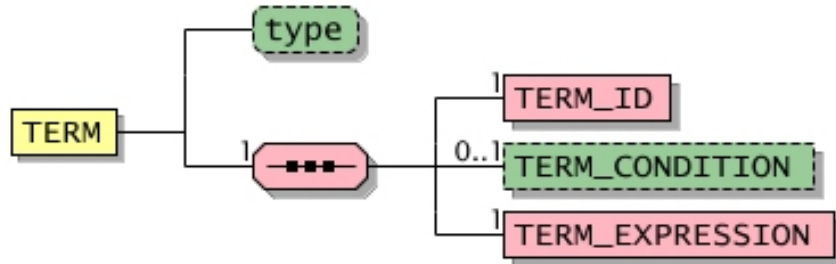 type
1 TERM_ID
TERM
1
0..1 TERM_CONDITION
1 TERM_EXPRESSION